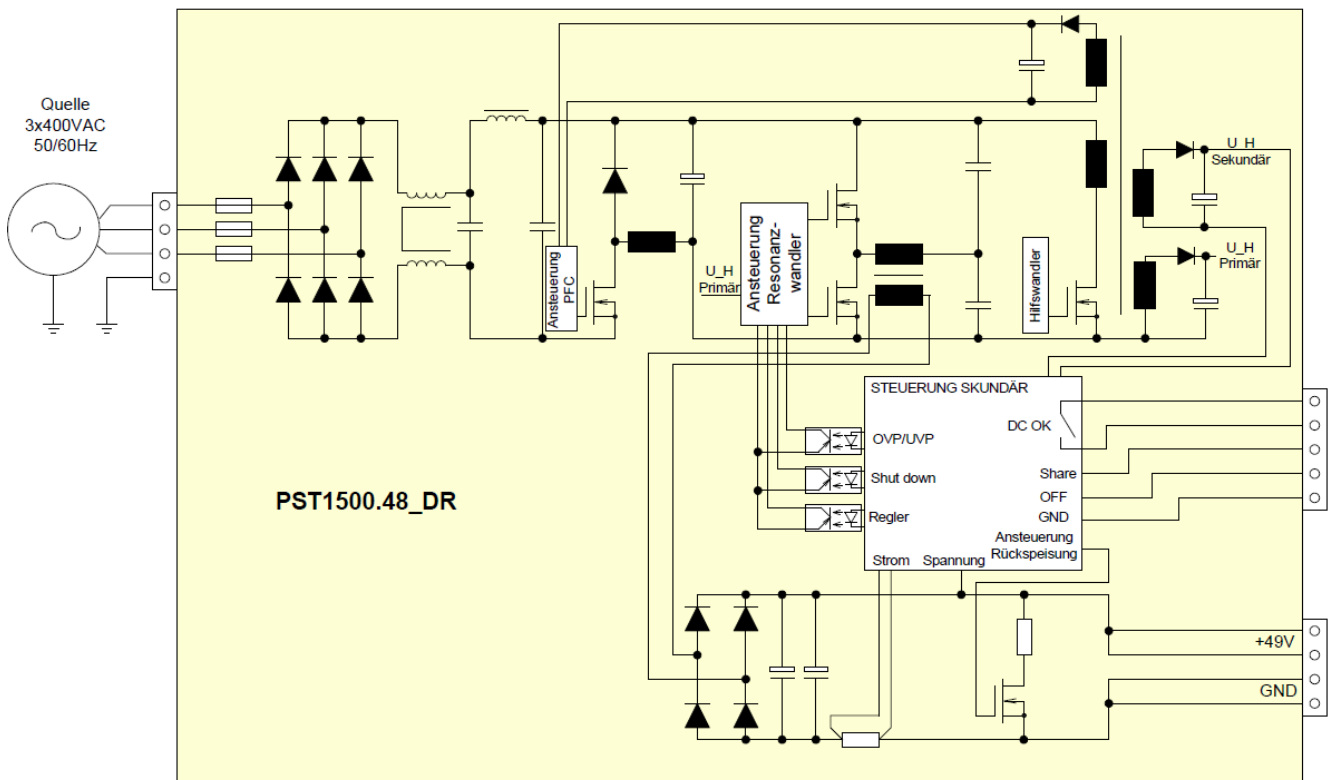 Quelle
3x400VAC
50/60Hz
U_H
Sekundär
U_H
Primär
Ansteuerung
PFC
U_H
Primär
Ansteuerung
Resonanz-
wandler
Hilfswandler
STEUERUNG SKUNDÄR
DC OK
OVP/UVP
Shut down
Share
OFF
Regler
GND
Ansteuerung
Rückspeisung
Strom
Spannung
PST1500.48_DR
+49V
GND